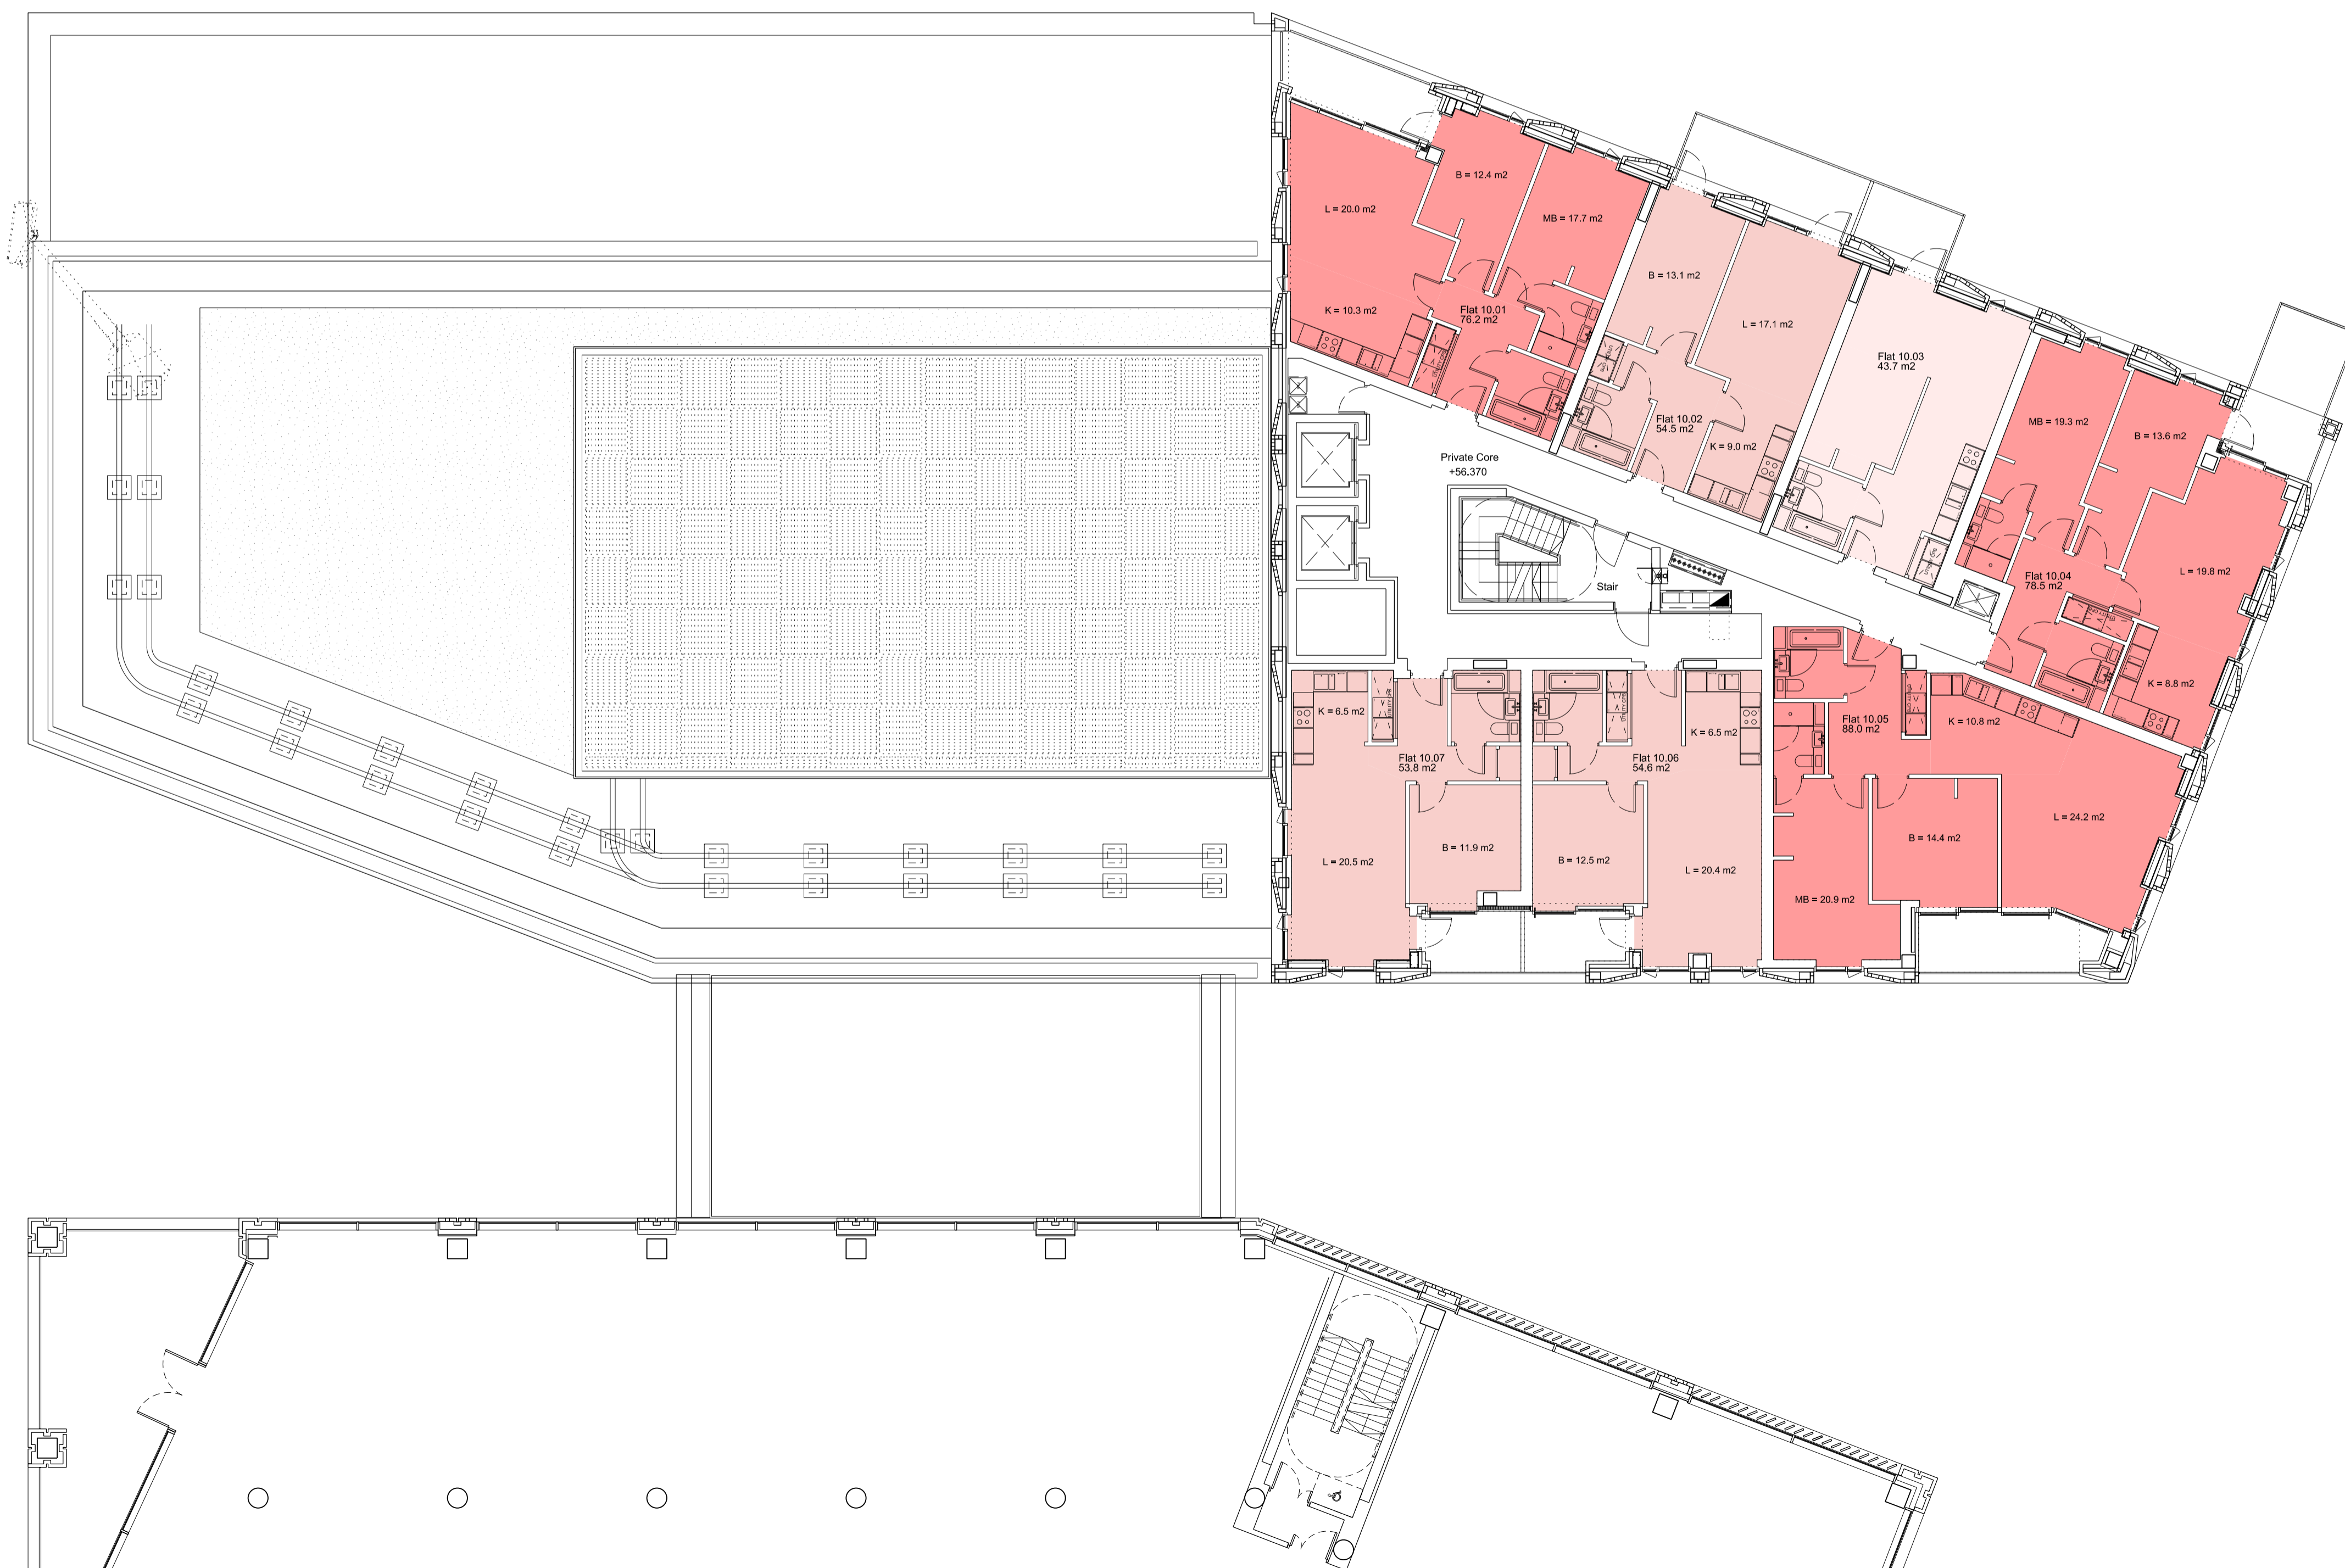 L = 20.0 m2
B = 12.4 m2
MB = 17.7 m2
K = 10.3 m2
Flat 10.01
76.2 m2
B = 13.1 m2
L = 17.1 m2
Flat 10.02
54.5 m2
K = 9.0 m2
Flat 10.03
43.7 m2
MB = 19.3 m2
B = 13.6 m2
Flat 10.04
78.5 m2
L = 19.8 m2
K = 8.8 m2
Private Core
+56.370
Stair
K = 6.5 m2
Flat 10.07
53.8 m2
L = 20.5 m2
B = 11.9 m2
K = 6.5 m2
Flat 10.06
54.6 m2
B = 12.5 m2
L = 20.4 m2
Flat 10.05
88.0 m2
K = 10.8 m2
MB = 20.9 m2
B = 14.4 m2
L = 24.2 m2